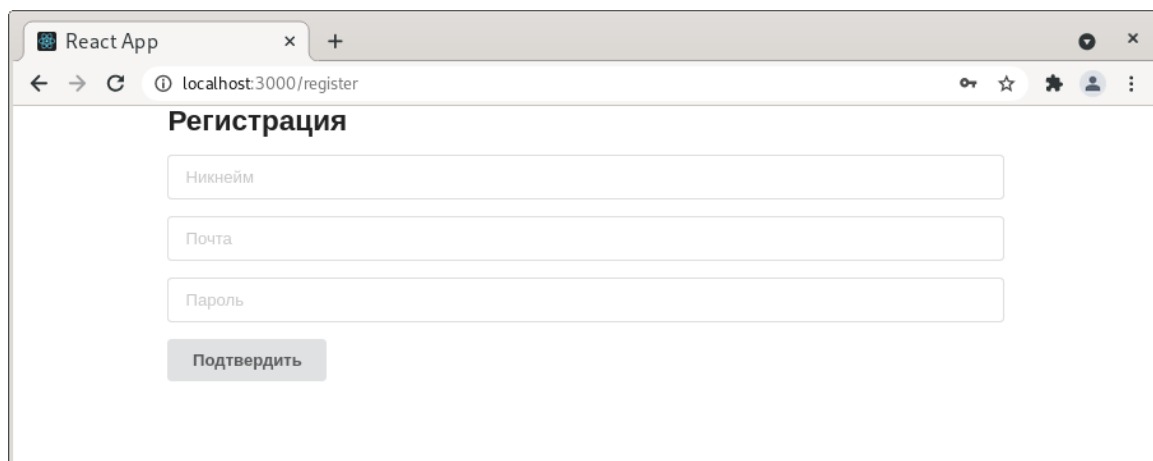 React App
localhost:3000/register
Регистрация
Никнейм
Почта
Пароль
Подтвердить